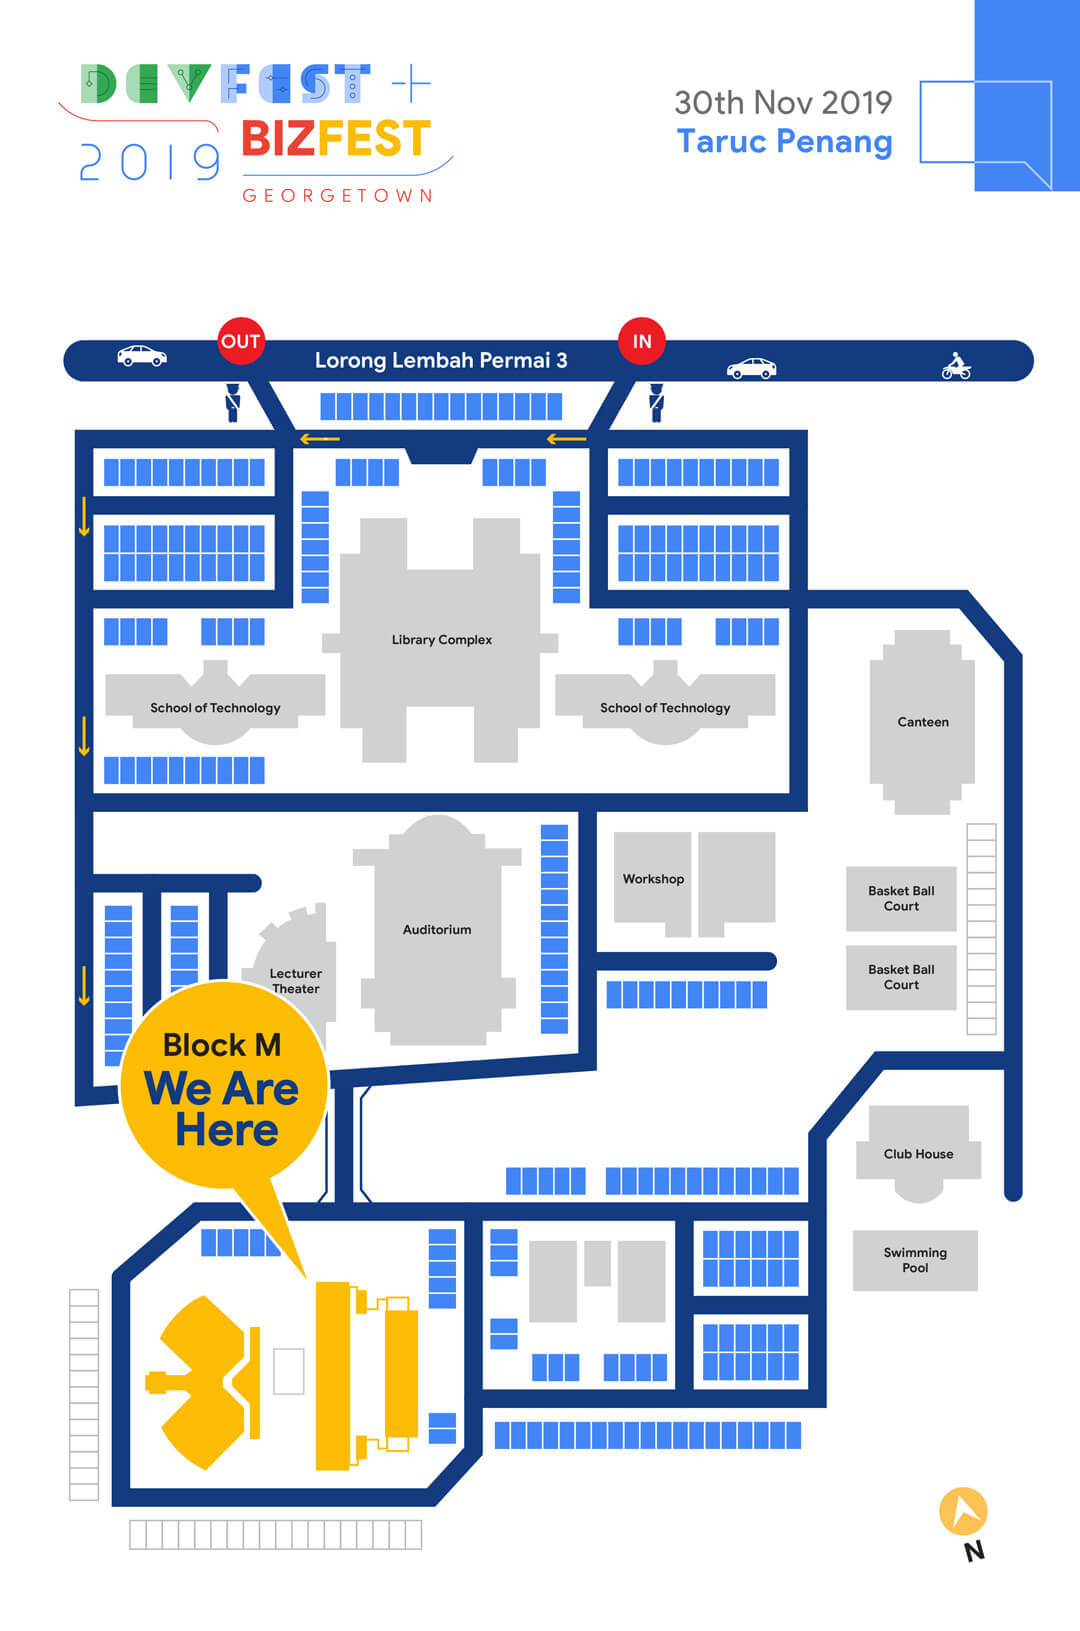 DEVFEST +
2019 BIZFEST
GEORGETOWN
30th Nov 2019
Taruc Penang
OUT
IN
Lorong Lembah Permai 3
Library Complex
School of Technology
School of Technology
Canteen
Workshop
Auditorium
Basket Ball
Court
Basket Ball
Court
Lecturer
Theater
Block M
We Are
Here
Club House
Swimming
Pool
N